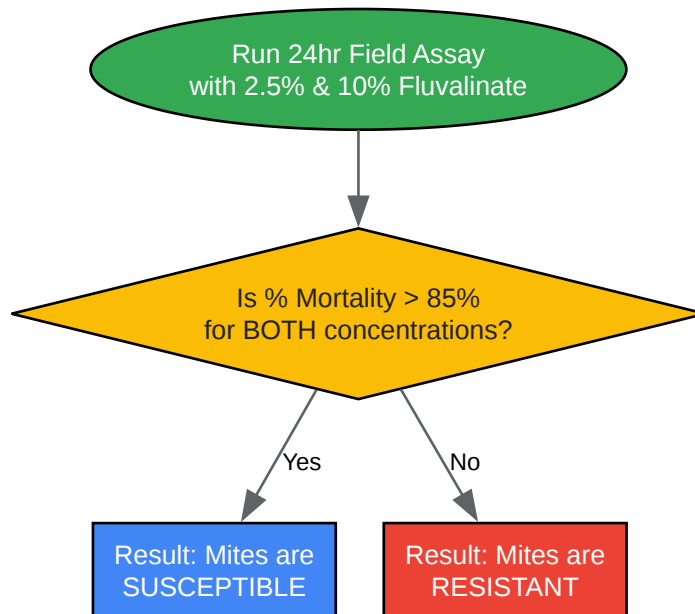 Run 24hr Field Assay
with 2.5% & 10% Fluvalinate
Is % Mortality > 85%
for BOTH concentrations?
Yes
No
Result: Mites are
SUSCEPTIBLE
Result: Mites are
RESISTANT